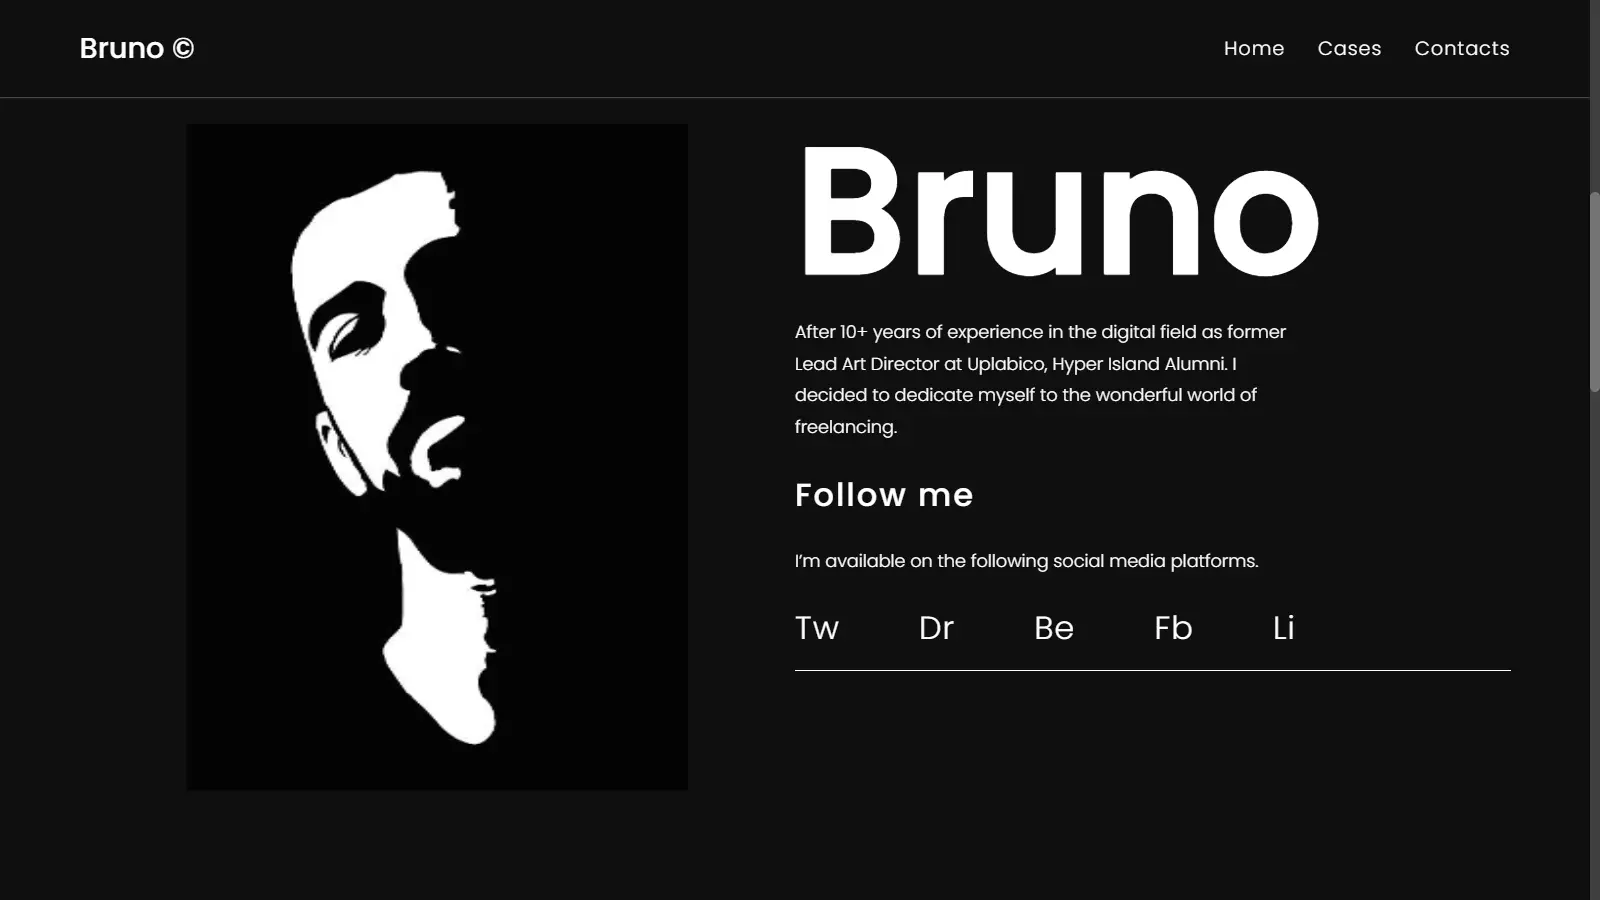 Bruno ©
Home Cases Contacts
Bruno
After 10+ years of experience in the digital field as former
Lead Art Director at Uplabico, Hyper Island Alumni. I
decided to dedicate myself to the wonderful world of
freelancing.
Follow me
I'm available on the following social media platforms.
Tw Dr Be Fb Li